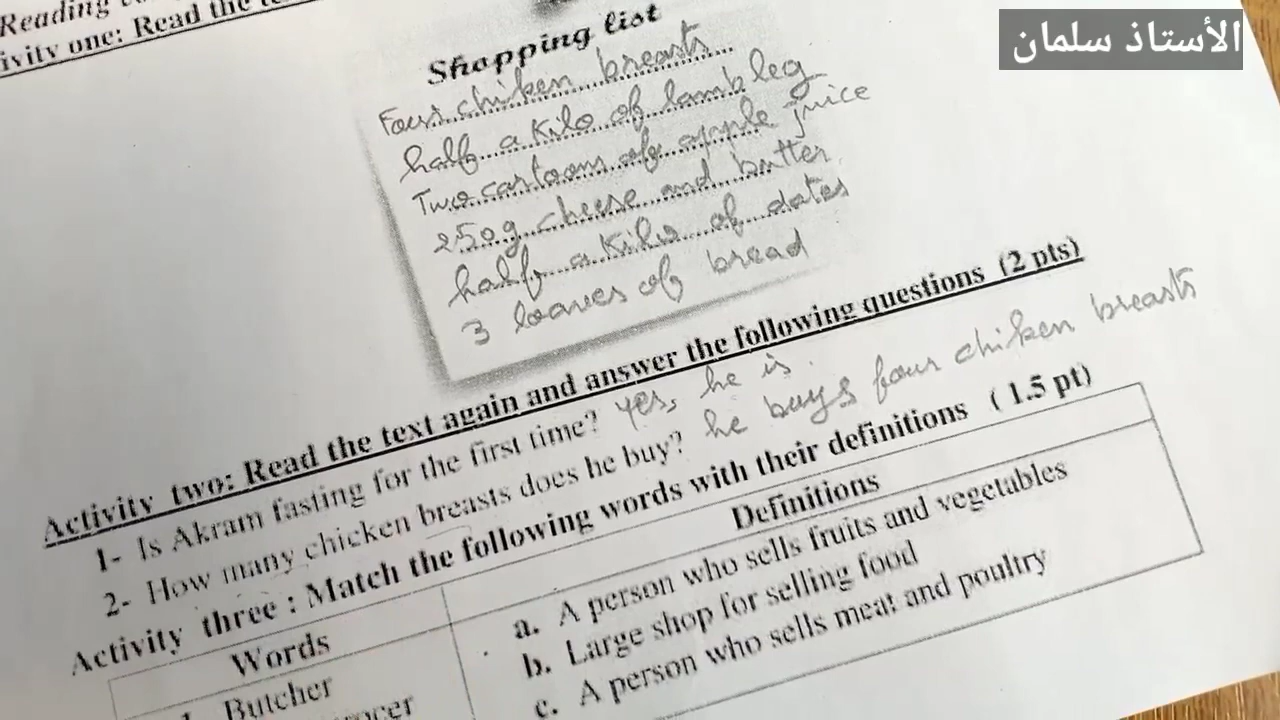 الأستاذ سلمان
Reading
ivity one: Read the
Shopping list
Four chiken breasts
half a Kilo of lamb leg
Two cartoons of apple juice
250g cheese and butter
half a Kilo of dates
3 loaves of bread
Activity two: Read the text again and answer the following questions (2 pts)
1- Is Akram fasting for the first time? yes, he is.
2- How many chicken breasts does he buy? he buys four chiken breasts
Activity three : Match the following words with their definitions ( 1.5 pt)
Words Definitions
Butcher a. A person who sells fruits and vegetables
rocer b. Large shop for selling food
c. A person who sells meat and poultry